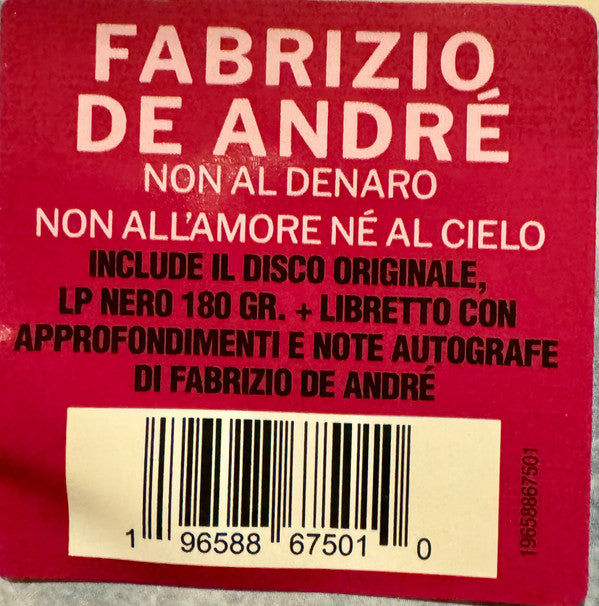 FABRIZIO
DE ANDRÉ
NON AL DENARO
NON ALL'AMORE NÉ AL CIELO
INCLUDE IL DISCO ORIGINALE,
LP NERO 180 GR. + LIBRETTO CON
APPROFONDIMENTI E NOTE AUTOGRAFE
DI FABRIZIO DE ANDRÉ
1 96588 67501 0
19658867501